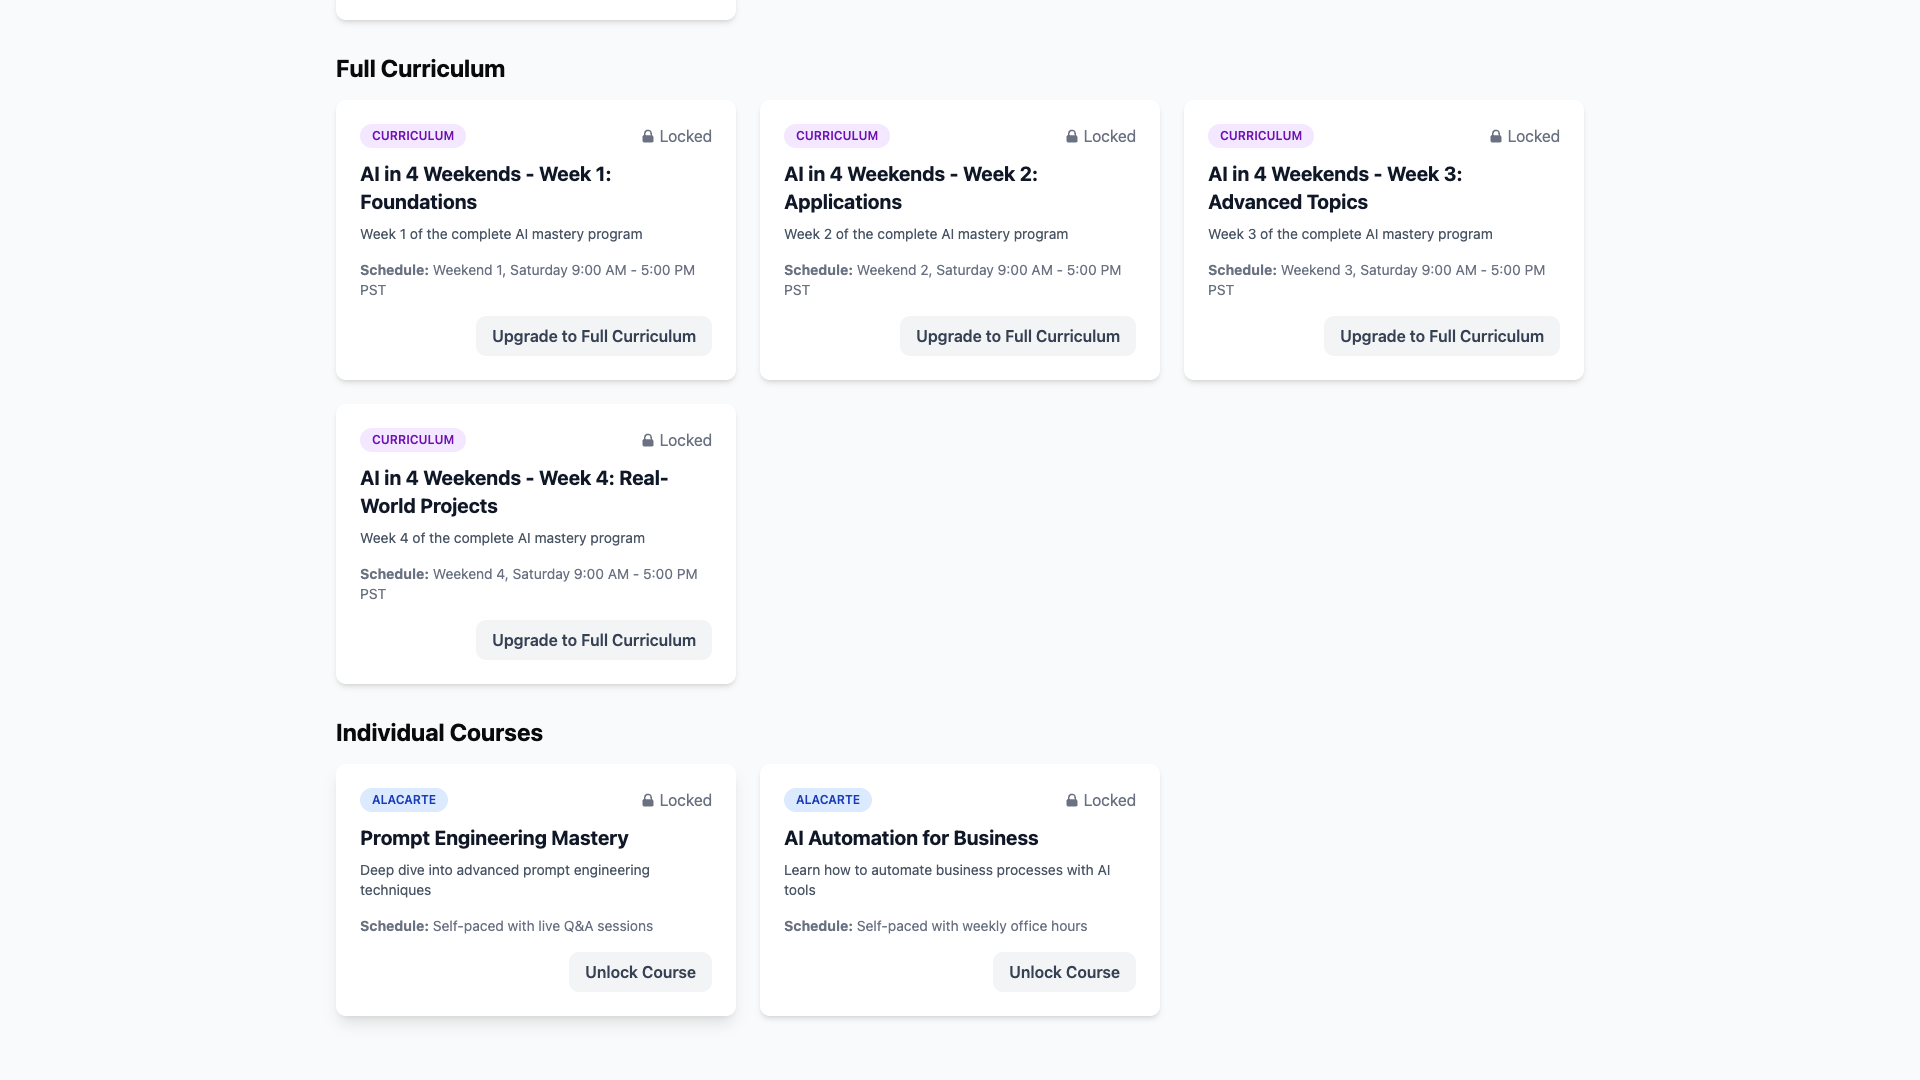 Full Curriculum
CURRICULUM
Locked
AI in 4 Weekends - Week 1:
Foundations
Week 1 of the complete AI mastery program
Schedule: Weekend 1, Saturday 9:00 AM - 5:00 PM
PST
Upgrade to Full Curriculum
CURRICULUM
Locked
AI in 4 Weekends - Week 2:
Applications
Week 2 of the complete AI mastery program
Schedule: Weekend 2, Saturday 9:00 AM - 5:00 PM
PST
Upgrade to Full Curriculum
CURRICULUM
Locked
AI in 4 Weekends - Week 3:
Advanced Topics
Week 3 of the complete AI mastery program
Schedule: Weekend 3, Saturday 9:00 AM - 5:00 PM
PST
Upgrade to Full Curriculum
CURRICULUM
Locked
AI in 4 Weekends - Week 4: Real-
World Projects
Week 4 of the complete AI mastery program
Schedule: Weekend 4, Saturday 9:00 AM - 5:00 PM
PST
Upgrade to Full Curriculum
Individual Courses
ALACARTE
Locked
Prompt Engineering Mastery
Deep dive into advanced prompt engineering
techniques
Schedule: Self-paced with live Q&A sessions
Unlock Course
ALACARTE
Locked
AI Automation for Business
Learn how to automate business processes with AI
tools
Schedule: Self-paced with weekly office hours
Unlock Course